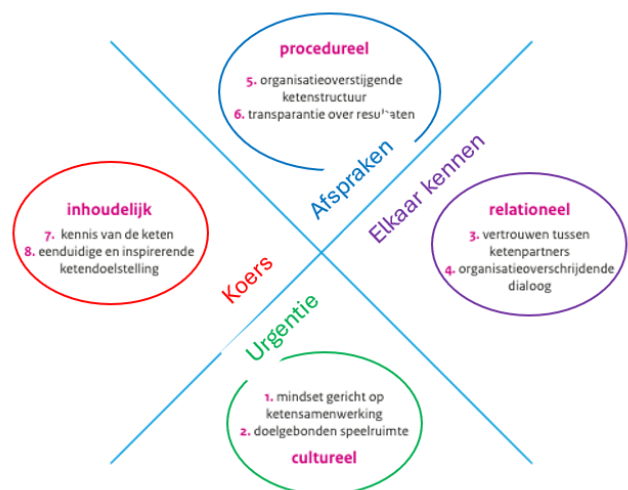 procedureel
5. organisatieoverstijgende
ketenstructuur
6. transparantie over resultaten
Afspraken
Elkaar kennen
inhoudelijk
7. kennis van de keten
8. eenduidige en inspirerende
ketendoelstelling
relationeel
3. vertrouwen tussen
ketenpartners
4. organisatieoverschrijdende
dialoog
Koers
Urgentie
1. mindset gericht op
ketensamenwerking
2. doelgebonden speelruimte
cultureel